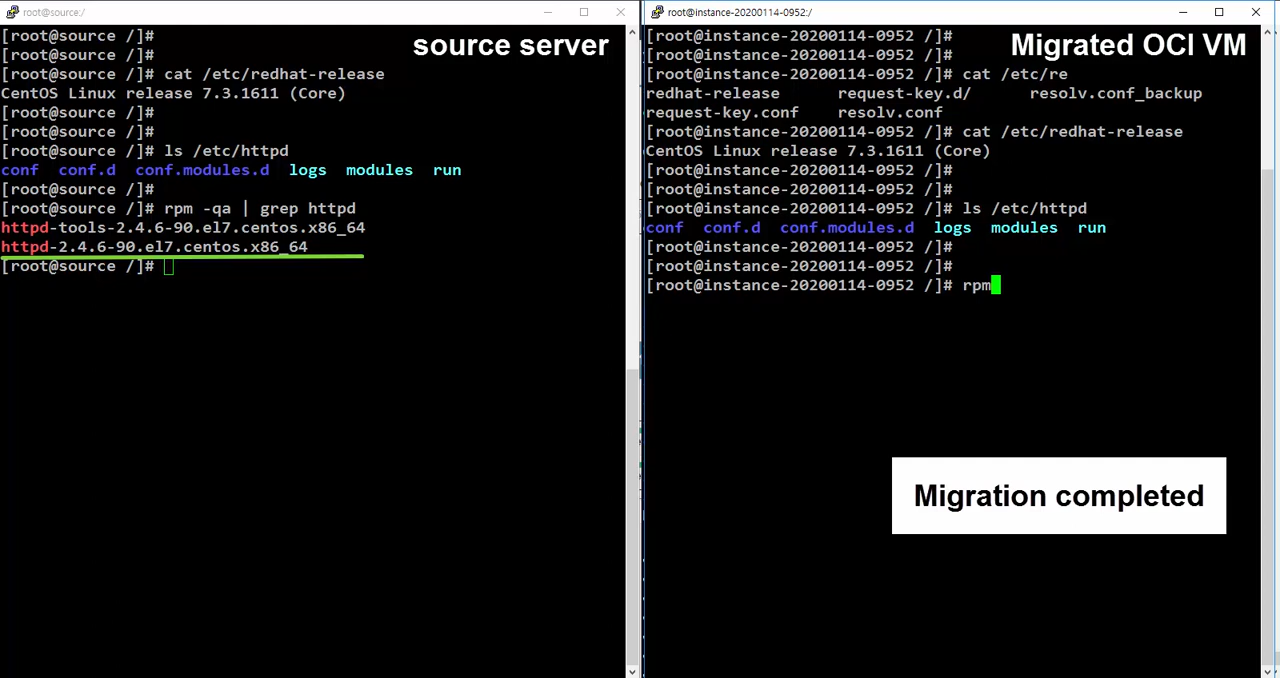 root@source:/
source server
[root@source /]#
[root@source /]#
[root@source /]# cat /etc/redhat-release
CentOS Linux release 7.3.1611 (Core)
[root@source /]#
[root@source /]#
[root@source /]# ls /etc/httpd
conf conf.d conf.modules.d logs modules run
[root@source /]#
[root@source /]# rpm -qa | grep httpd
httpd-tools-2.4.6-90.el7.centos.x86_64
httpd-2.4.6-90.el7.centos.x86_64
[root@source /]#
root@instance-20200114-0952:/
Migrated OCI VM
[root@instance-20200114-0952 /]#
[root@instance-20200114-0952 /]#
[root@instance-20200114-0952 /]# cat /etc/re
redhat-release request-key.d/ resolv.conf_backup
request-key.conf resolv.conf
[root@instance-20200114-0952 /]# cat /etc/redhat-release
CentOS Linux release 7.3.1611 (Core)
[root@instance-20200114-0952 /]#
[root@instance-20200114-0952 /]#
[root@instance-20200114-0952 /]# ls /etc/httpd
conf conf.d conf.modules.d logs modules run
[root@instance-20200114-0952 /]#
[root@instance-20200114-0952 /]#
[root@instance-20200114-0952 /]# rpm
Migration completed